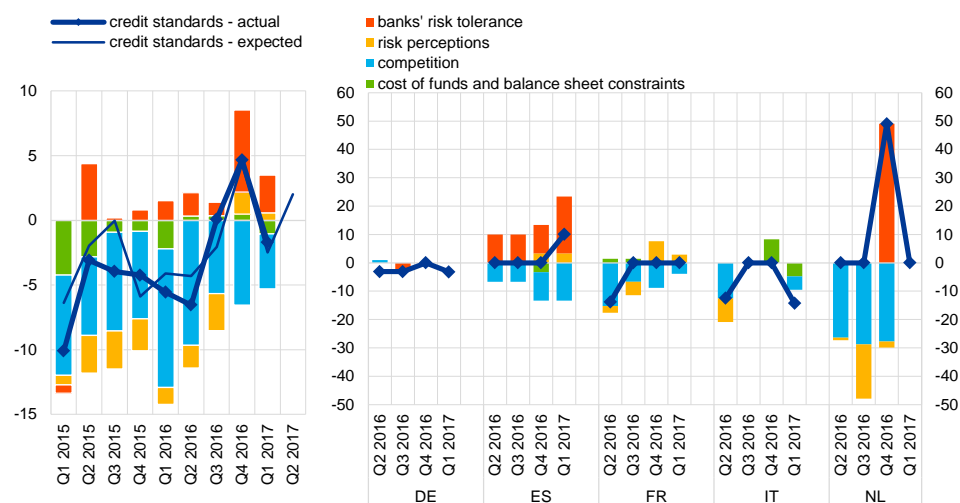 credit standards - actual
credit standards - expected
banks' risk tolerance
risk perceptions
competition
cost of funds and balance sheet constraints
10
5
0
-5
-10
-15
Q1 2015
Q2 2015
Q3 2015
Q4 2015
Q1 2016
Q2 2016
Q3 2016
Q4 2016
Q1 2017
Q2 2017
60
50
40
30
20
10
0
-10
-20
-30
-40
-50
60
50
40
30
20
10
0
-10
-20
-30
-40
-50
Q2 2016
Q3 2016
Q4 2016
Q1 2017
Q2 2016
Q3 2016
Q4 2016
Q1 2017
Q2 2016
Q3 2016
Q4 2016
Q1 2017
Q2 2016
Q3 2016
Q4 2016
Q1 2017
Q2 2016
Q3 2016
Q4 2016
Q1 2017
DE ES FR IT NL